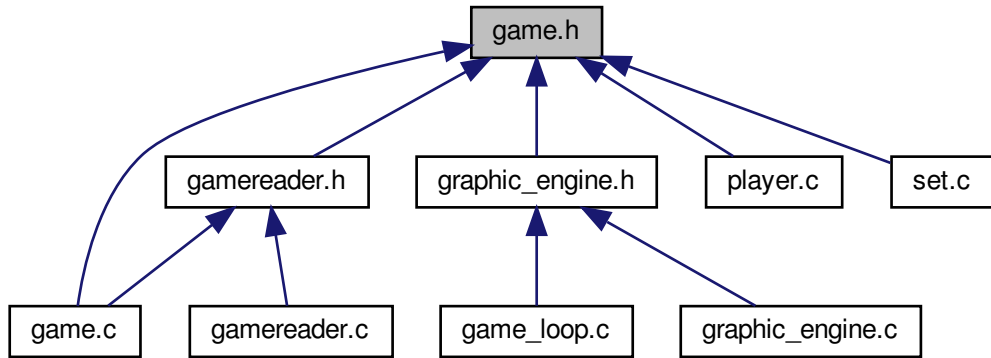 game.h
gamereader.h
graphic_engine.h
player.c
set.c
game.c
gamereader.c
game_loop.c
graphic_engine.c